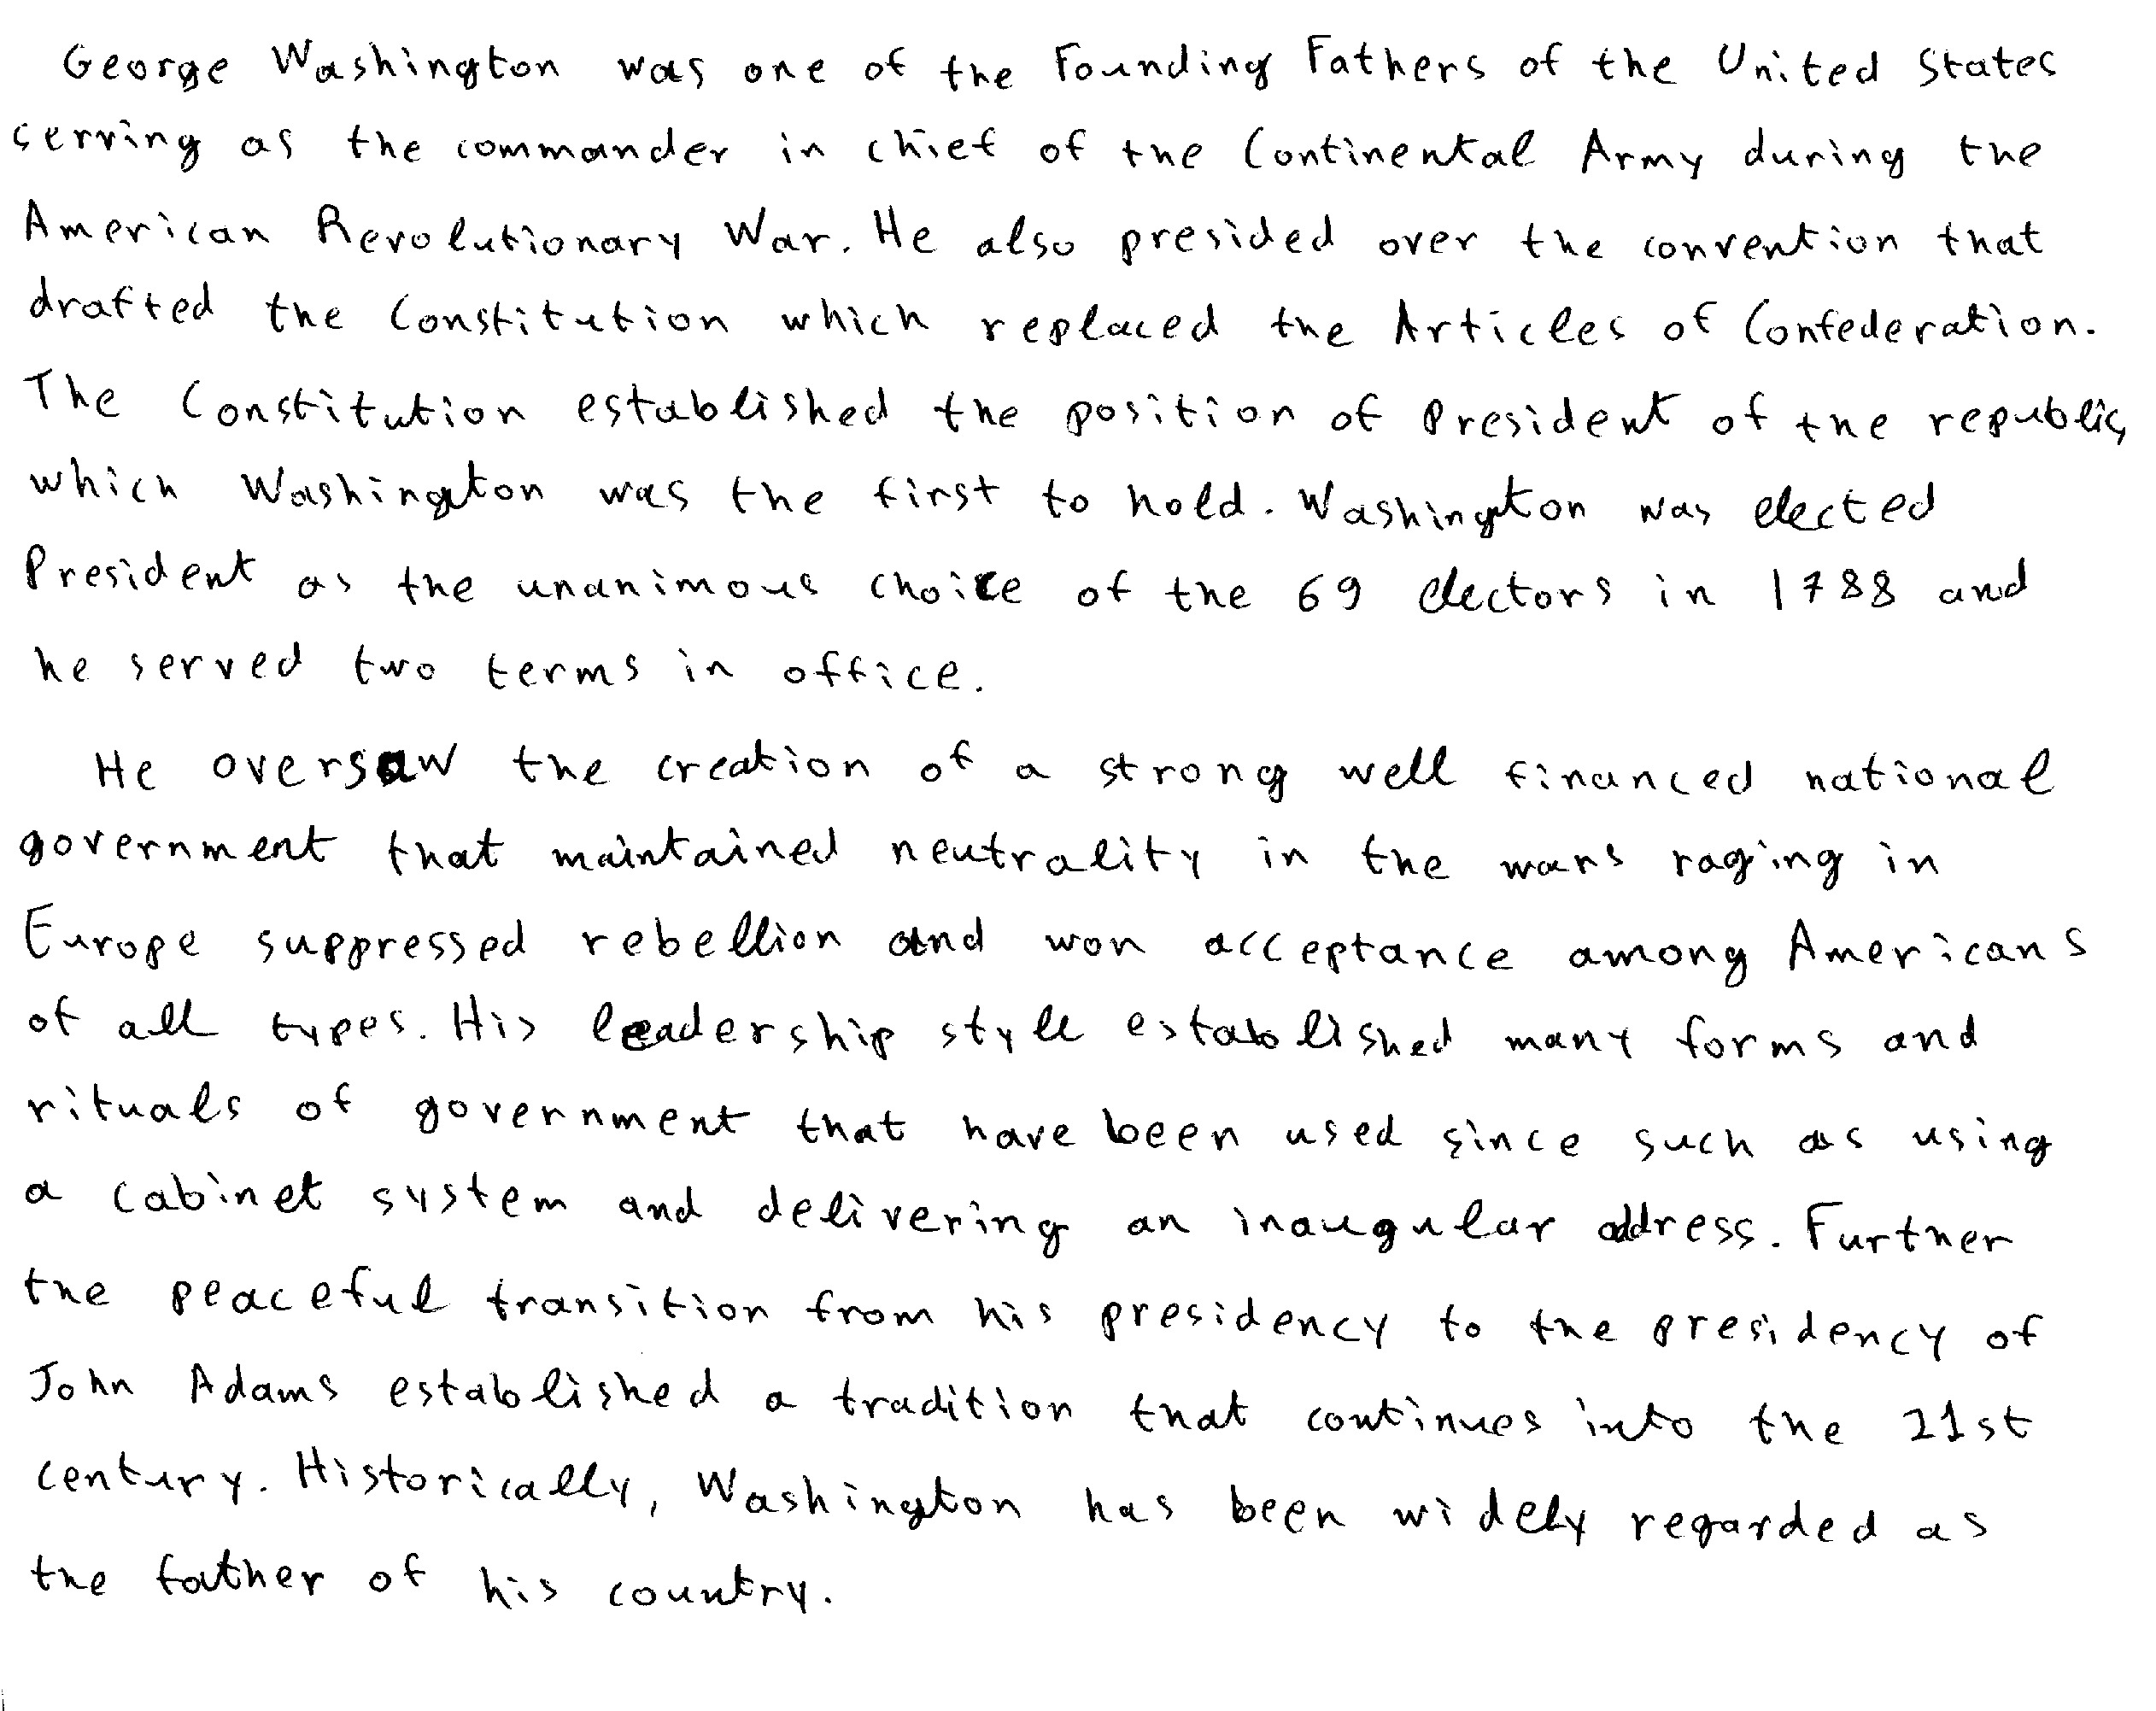 George Washington was one of the Founding Fathers of the United States
serving as the commander in chief of the Continental Army during the
American Revolutionary War. He also presided over the convention that
drafted the Constitution which replaced the Articles of Confederation.
The Constitution established the position of President of the republic,
which Washington was the first to hold. Washington was elected
President as the unanimous choice of the 69 electors in 1788 and
he served two terms in office.
He oversaw the creation of a strong well financed national
government that maintained neutrality in the wars raging in
Europe suppressed rebellion and won acceptance among Americans
of all types. His leadership style established many forms and
rituals of government that have been used since such as using
a cabinet system and delivering an inaugular address. Further
the peaceful transition from his presidency to the presidency of
John Adams established a tradition that continues into the 21st
century. Historically, Washington has been widely regarded as
the father of his country.